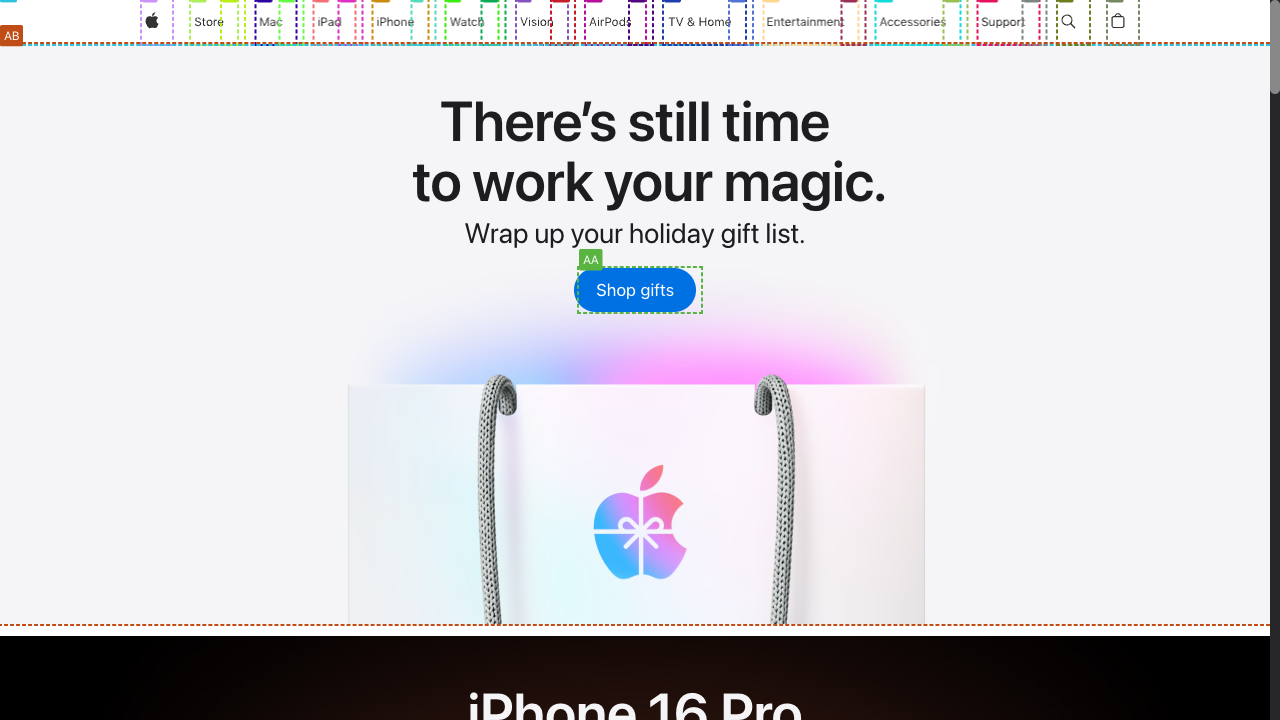 Store Mac iPad iPhone Watch Vision AirPods TV & Home Entertainment Accessories Support
AB
There's still time
to work your magic.
Wrap up your holiday gift list.
AA
Shop gifts
iPhone 16 Pro